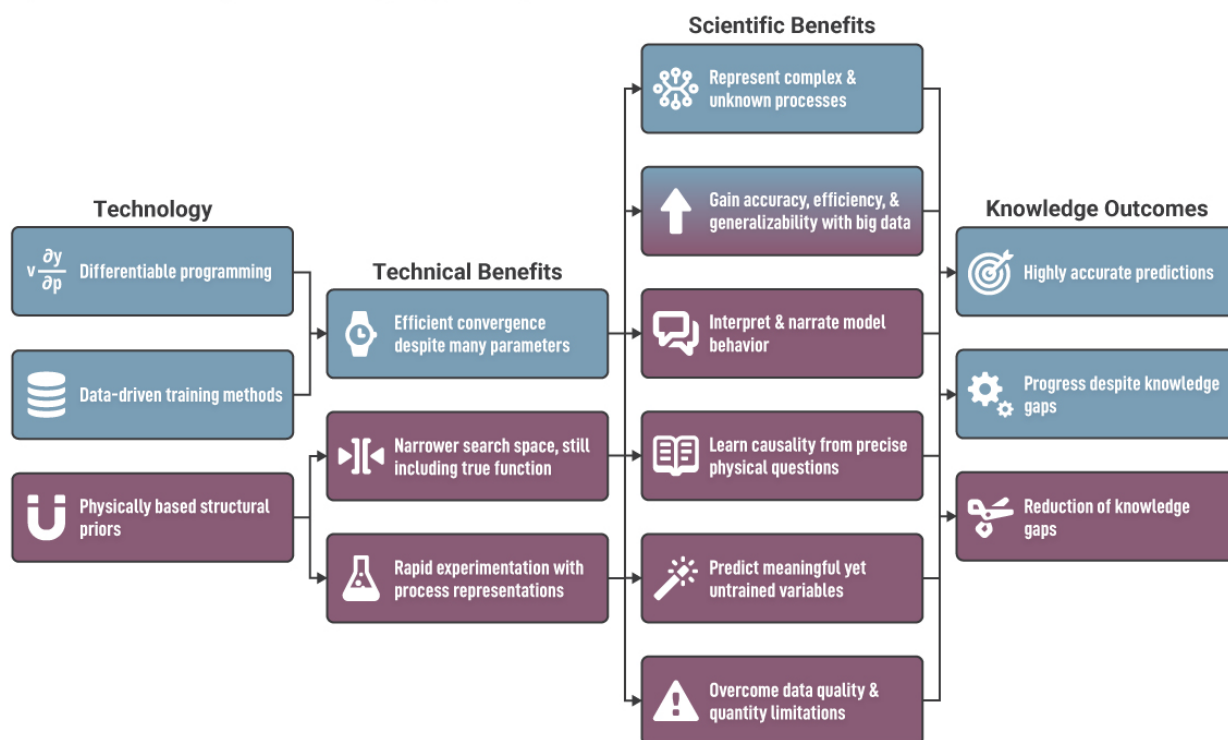 Scientific Benefits
Represent complex &
unknown processes
Gain accuracy, efficiency, &
generalizability with big data
Interpret & narrate model
behavior
Learn causality from precise
physical questions
Predict meaningful yet
untrained variables
Overcome data quality &
quantity limitations
Technology
v ∂y
∂p
Differentiable programming
Data-driven training methods
Physically based structural
priors
Technical Benefits
Efficient convergence
despite many parameters
Narrower search space, still
including true function
Rapid experimentation with
process representations
Knowledge Outcomes
Highly accurate predictions
Progress despite knowledge
gaps
Reduction of knowledge
gaps